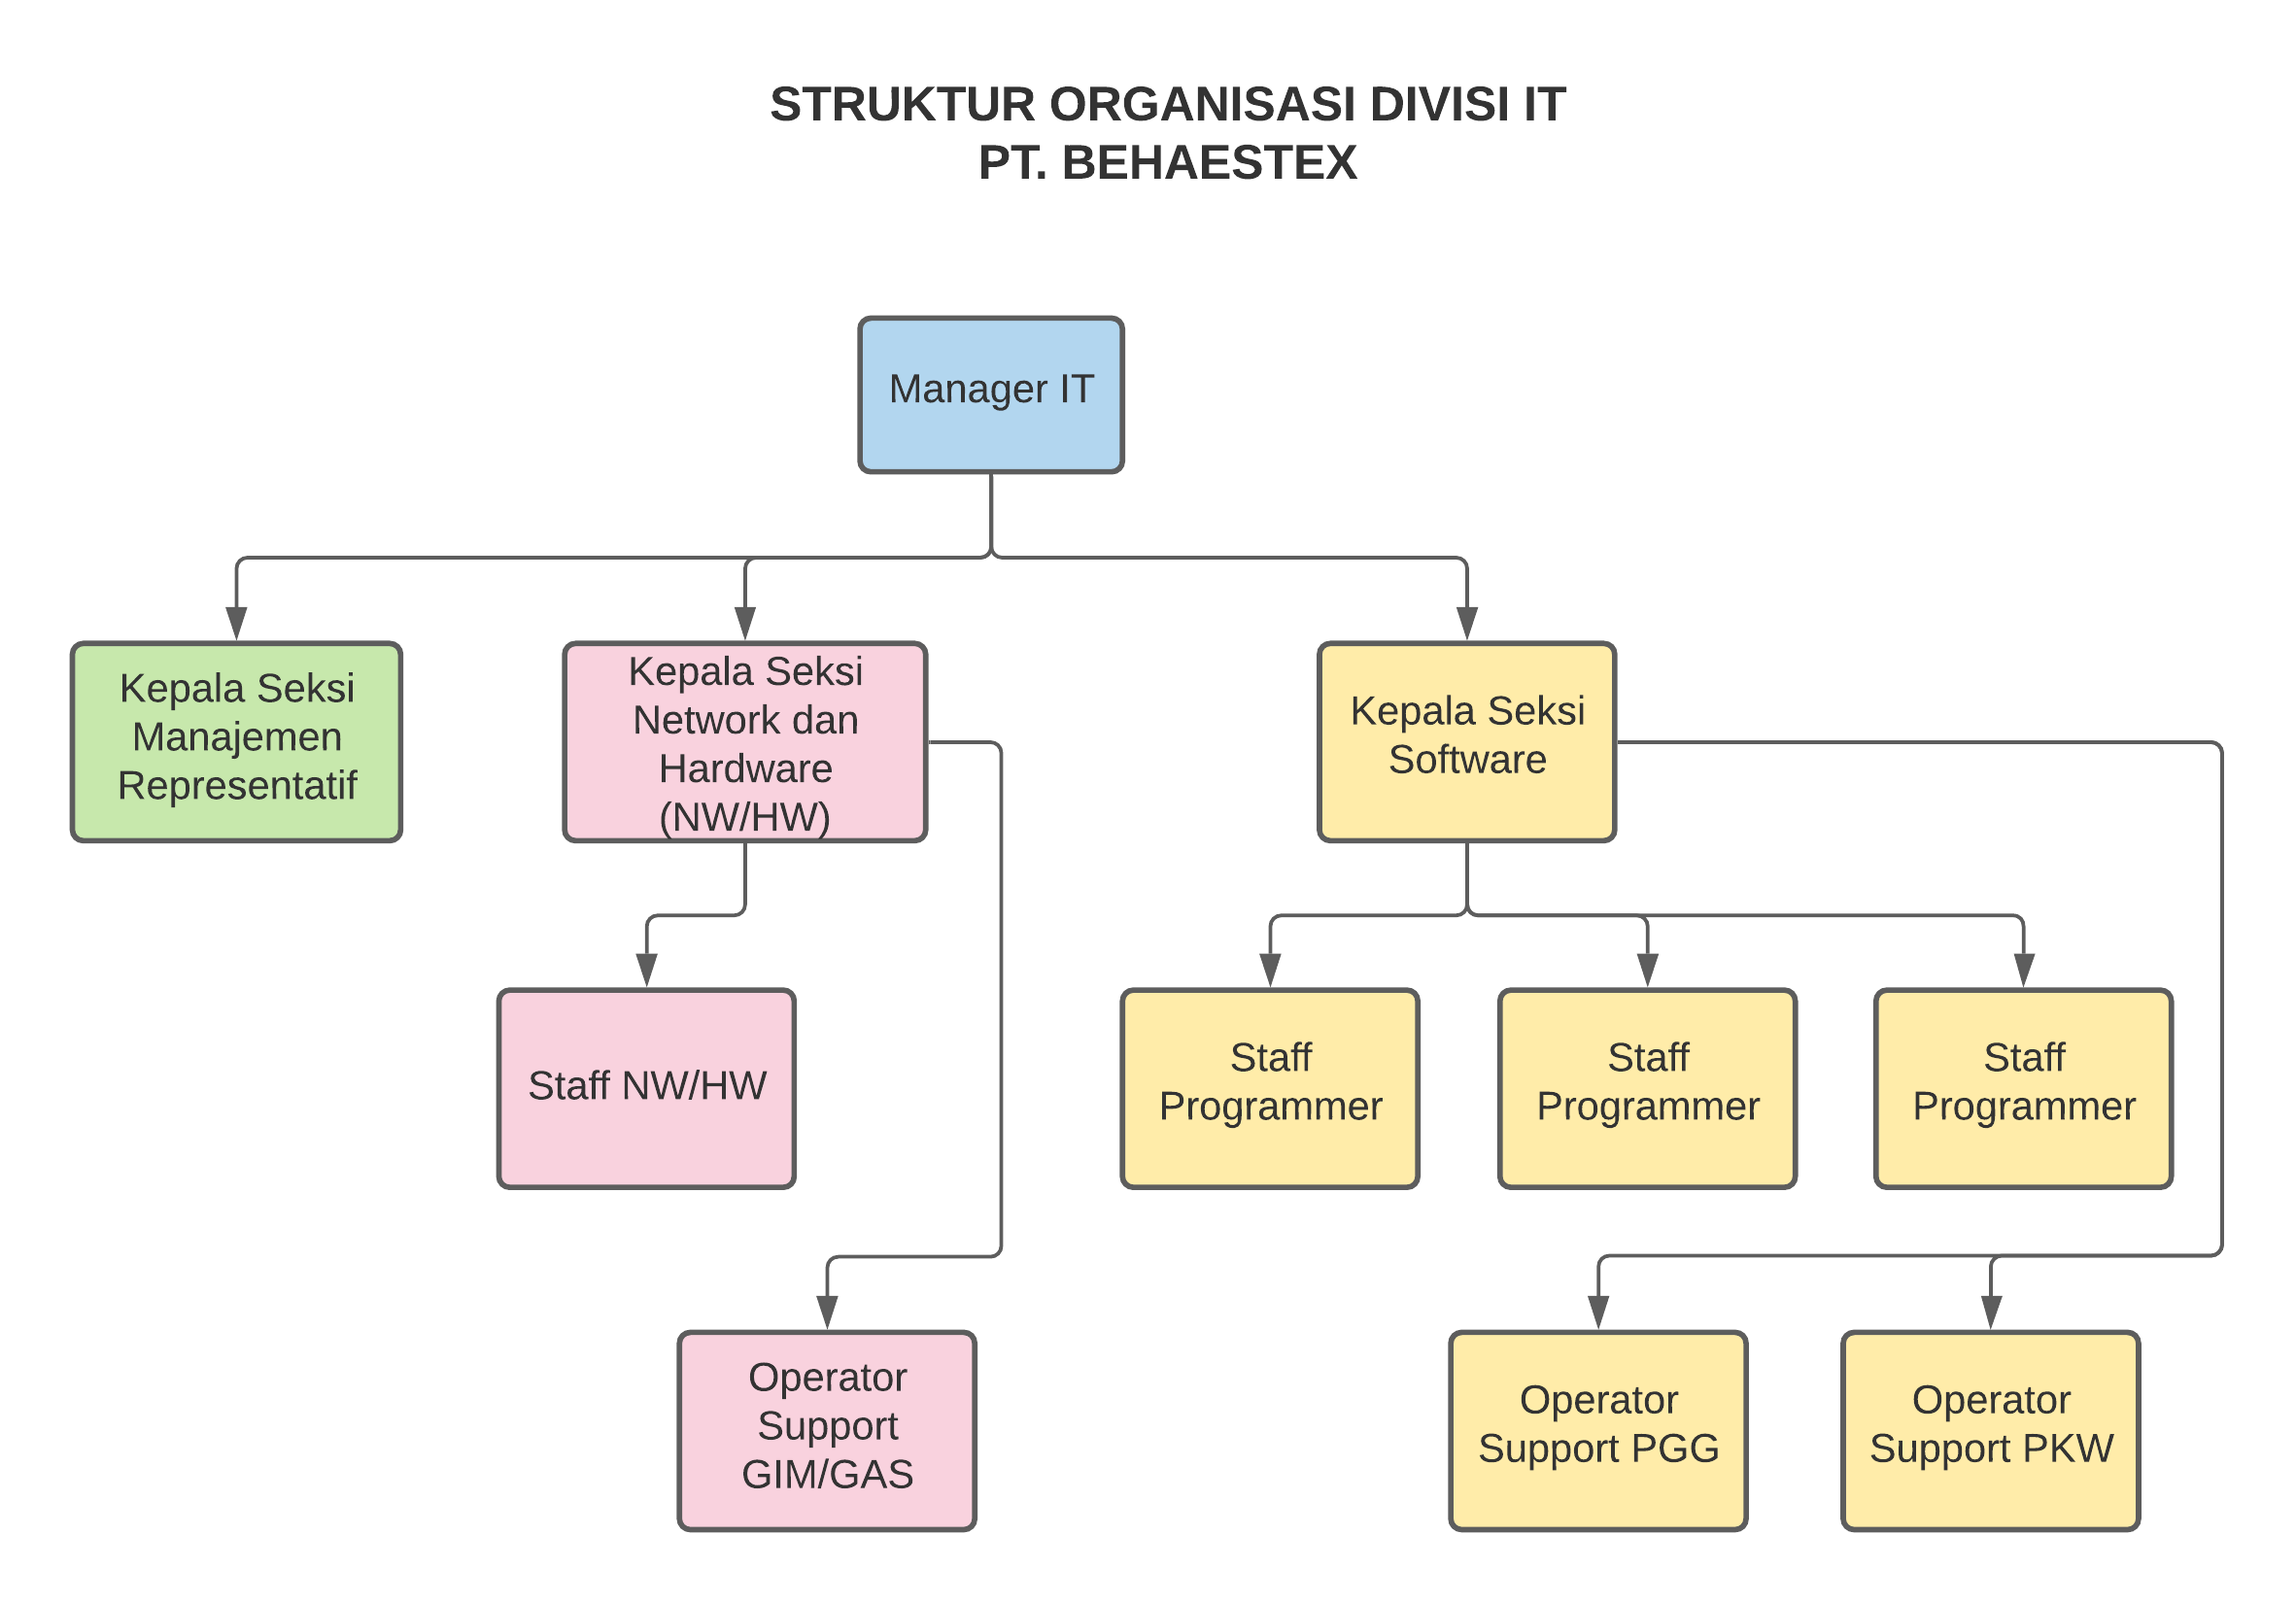 STRUKTUR ORGANISASI DIVISI IT
PT. BEHAESTEX
Manager IT
Kepala Seksi
Manajemen
Representatif
Kepala Seksi
Network dan
Hardware
(NW/HW)
Kepala Seksi
Software
Staff NW/HW
Staff
Programmer
Staff
Programmer
Staff
Programmer
Operator
Support
GIM/GAS
Operator
Support PGG
Operator
Support PKW